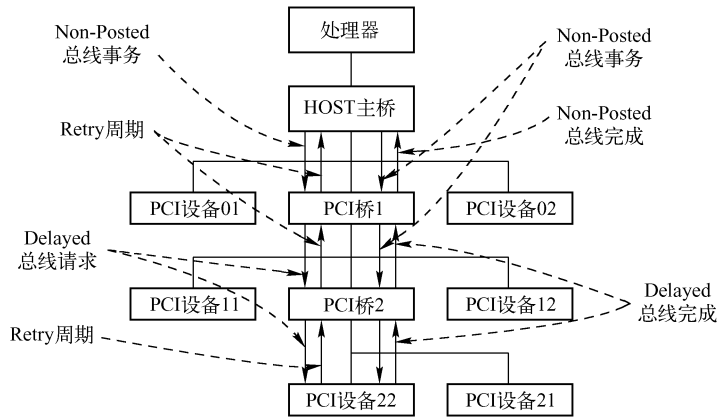 处理器
Non-Posted
总线事务
Non-Posted
总线事务
HOST主桥
Non-Posted
总线完成
Retry周期
PCI设备01
PCI桥1
PCI设备02
Delayed
总线请求
PCI设备11
PCI桥2
PCI设备12
Delayed
总线完成
Retry周期
PCI设备22
PCI设备21